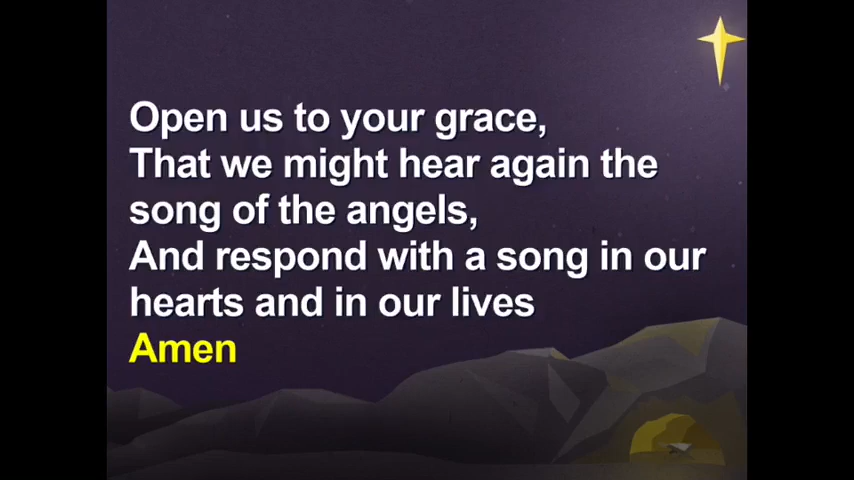 Open us to your grace,
That we might hear again the
song of the angels,
And respond with a song in our
hearts and in our lives
Amen